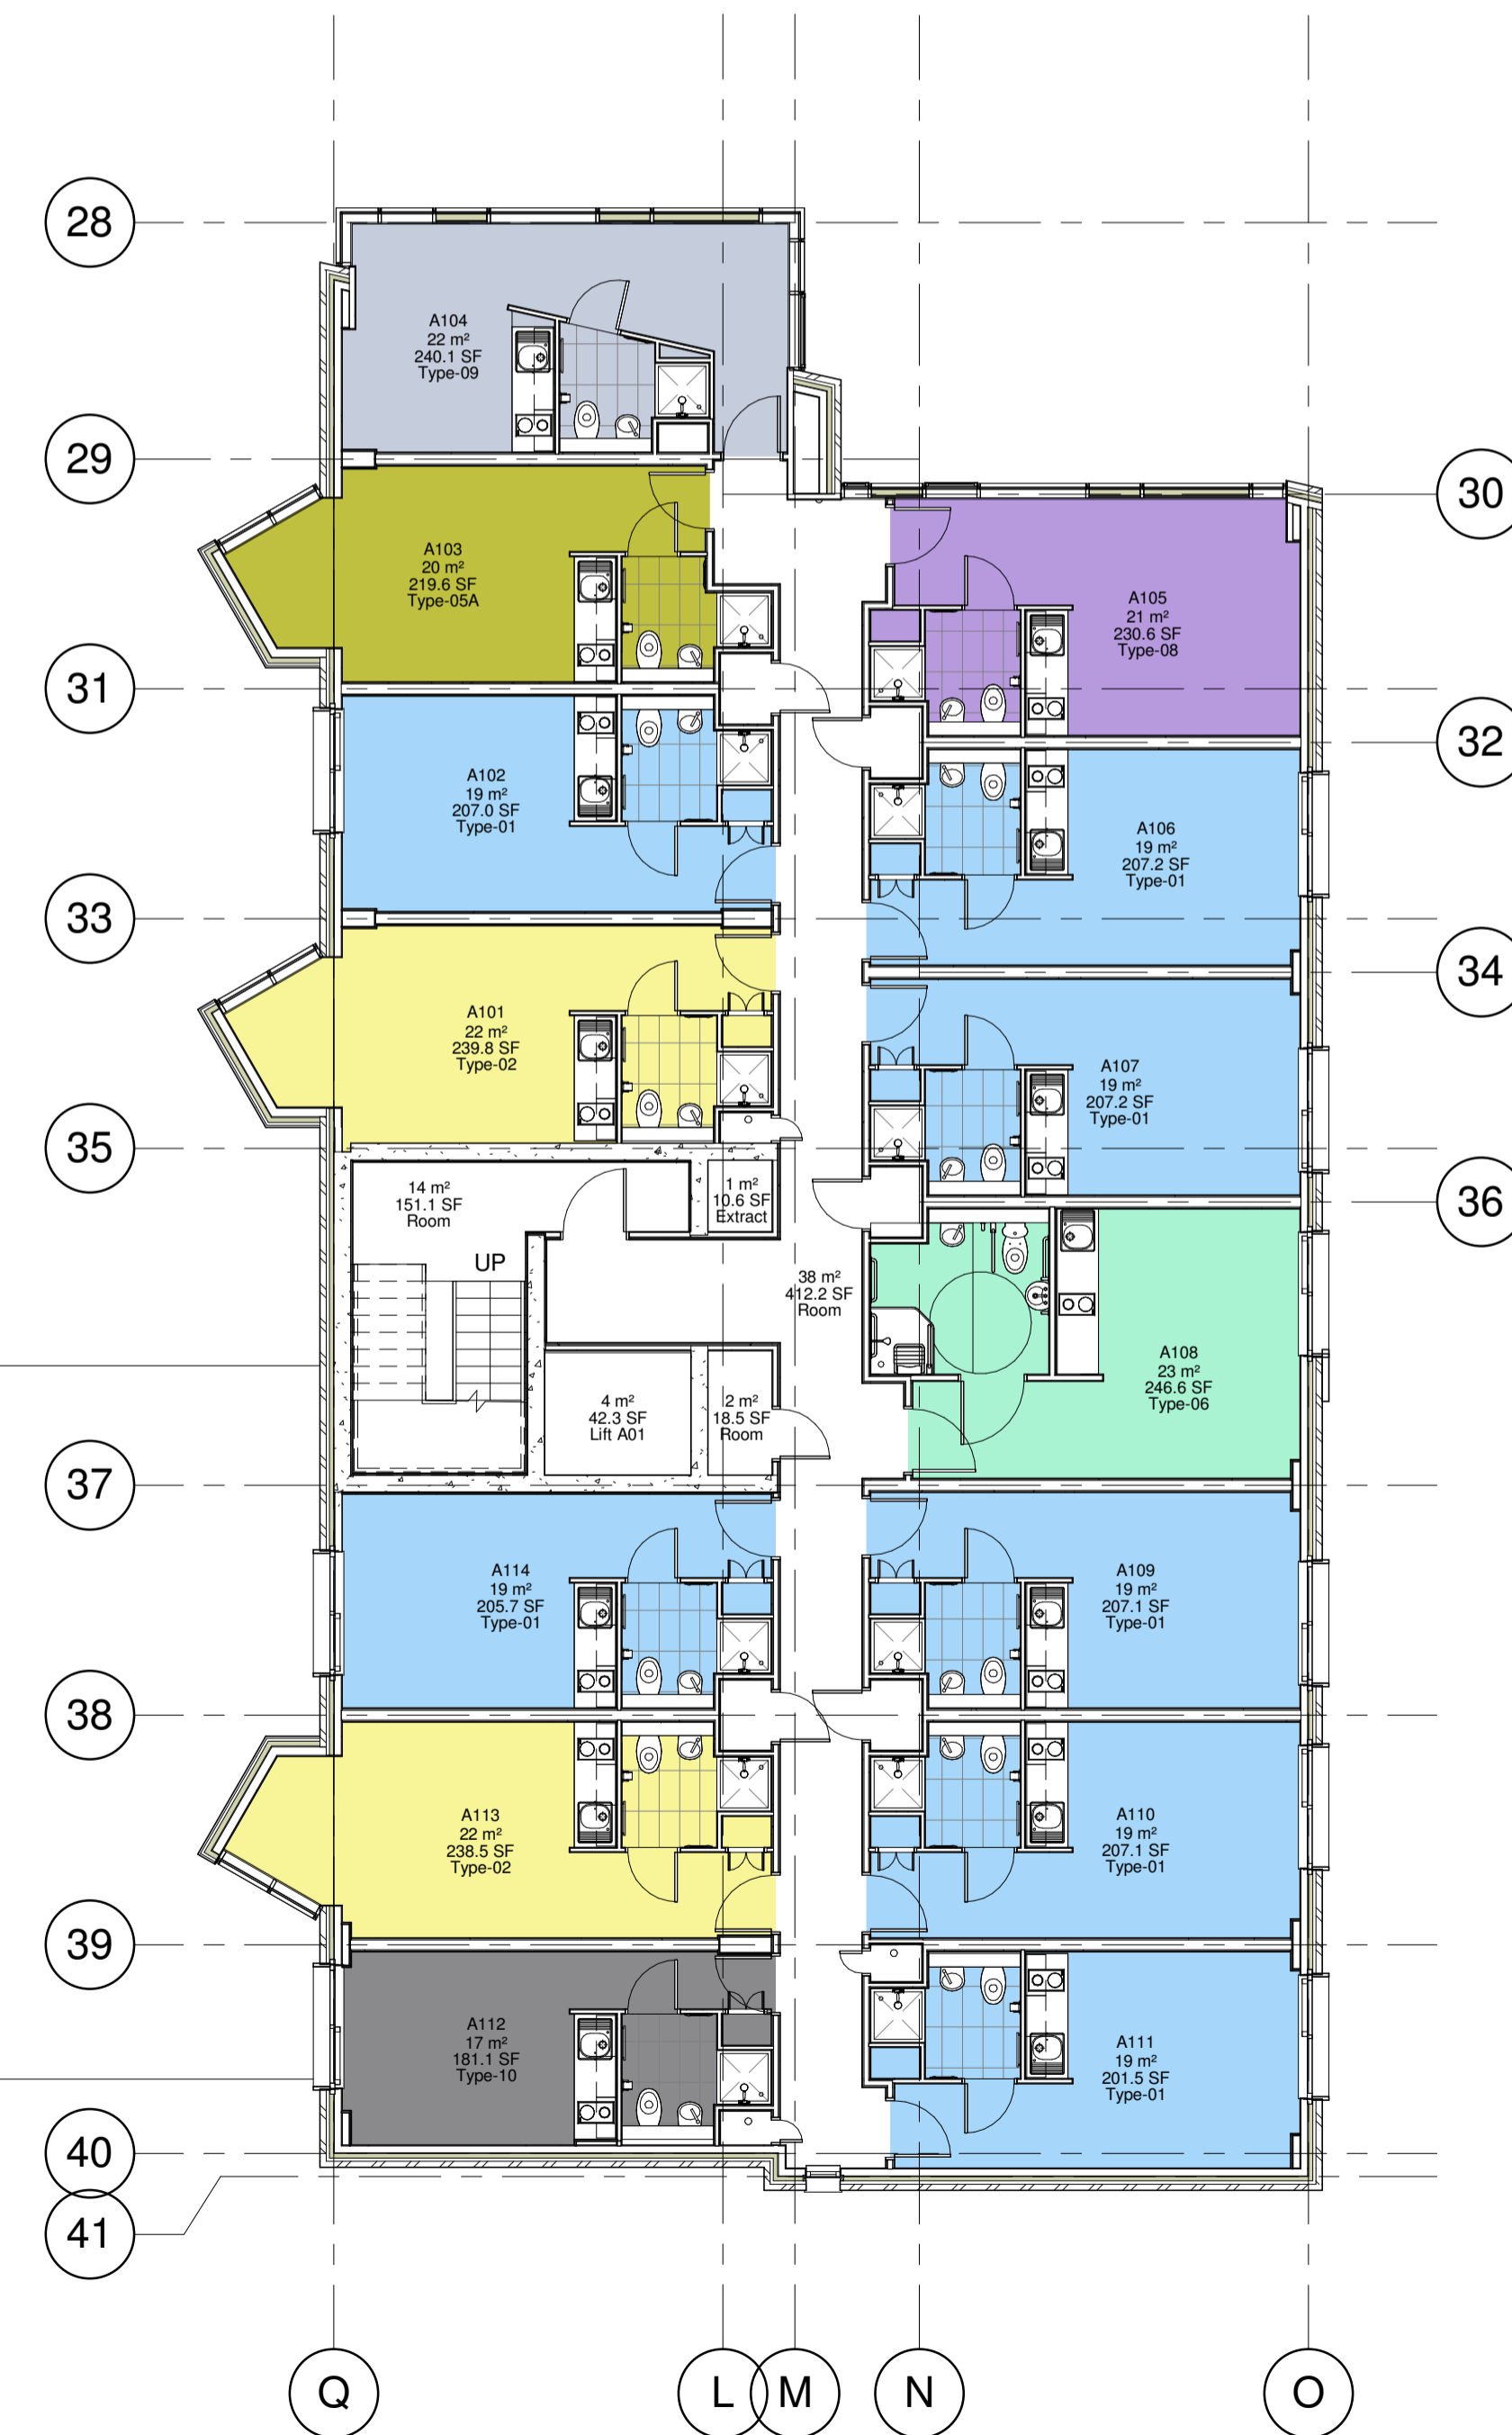 28
A104
22 m²
240.1 SF
Type-09
29
30
A103
20 m²
219.6 SF
Type-05A
A105
21 m²
230.6 SF
Type-08
31
32
A102
19 m²
207.0 SF
Type-01
A106
19 m²
207.2 SF
Type-01
33
34
A101
22 m²
239.8 SF
Type-02
A107
19 m²
207.2 SF
Type-01
35
36
14 m²
151.1 SF
Room
1 m²
10.6 SF
Extract
UP
38 m²
412.2 SF
Room
A108
23 m²
246.6 SF
Type-06
4 m²
42.3 SF
Lift A01
2 m²
18.5 SF
Room
37
A114
19 m²
205.7 SF
Type-01
A109
19 m²
207.1 SF
Type-01
38
A113
22 m²
238.5 SF
Type-02
A110
19 m²
207.1 SF
Type-01
39
A112
17 m²
181.1 SF
Type-10
A111
19 m²
201.5 SF
Type-01
40
41
Q
L
M
N
O